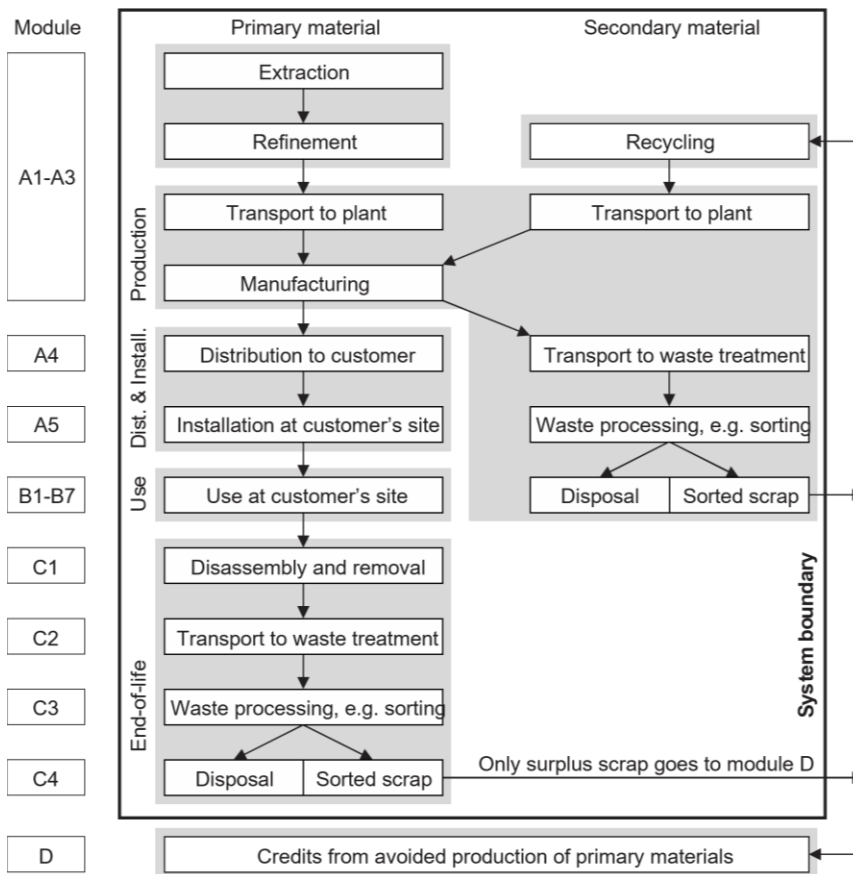 Module
Primary material
Secondary material
A1-A3
Extraction
Refinement
Recycling
Transport to plant
Transport to plant
Manufacturing
Production
A4
Distribution to customer
Transport to waste treatment
A5
Installation at customer's site
Waste processing, e.g. sorting
Dist. & Install.
B1-B7
Use
Use at customer's site
Disposal
Sorted scrap
C1
Disassembly and removal
C2
Transport to waste treatment
C3
Waste processing, e.g. sorting
End-of-life
System boundary
C4
Disposal
Sorted scrap
Only surplus scrap goes to module D
D
Credits from avoided production of primary materials